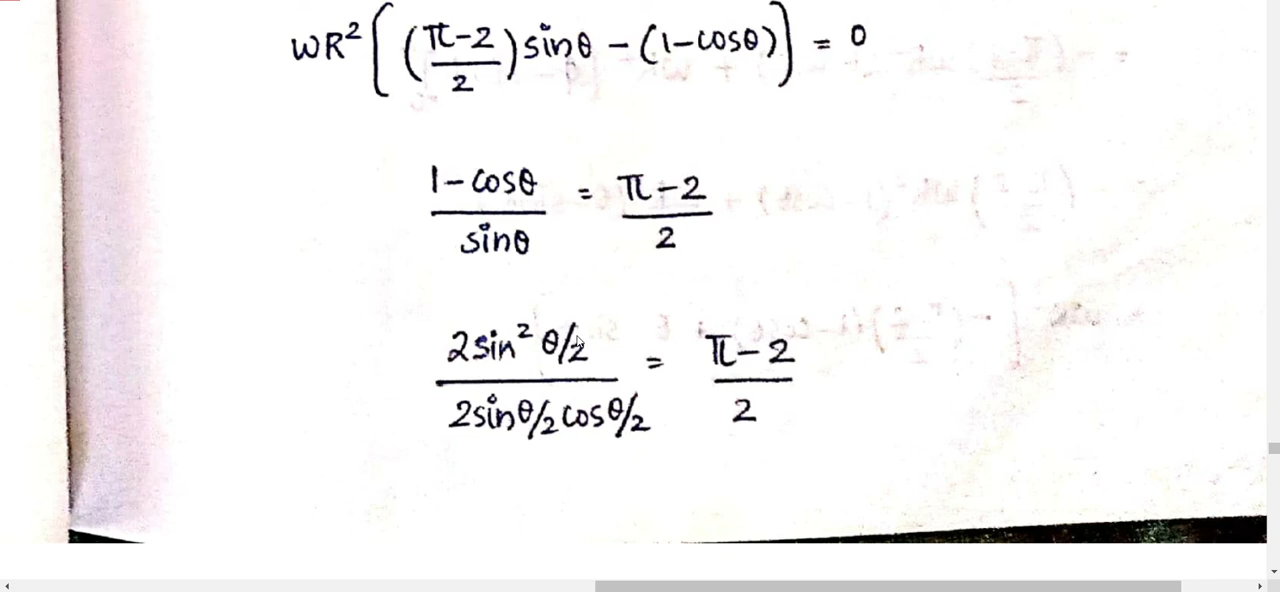 WR² [ ( (π-2)/2 ) sinθ - (1-cosθ) ] = 0
(1-cosθ)/sinθ = (π-2)/2
(2sin² θ/2)/(2sinθ/2 cosθ/2) = (π-2)/2